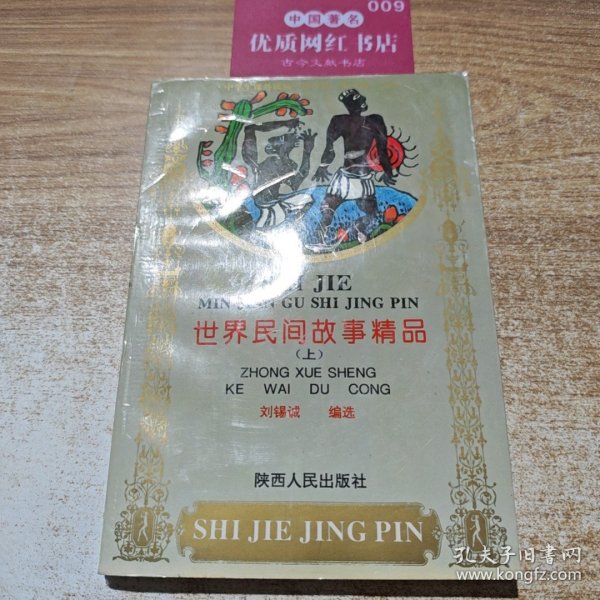 009
中国著名
优质网红书店
古今文献书店
JIE
GU SHI JING PIN
世界民间故事精品
(上)
ZHONG XUE SHENG
KE WAI DU CONG
刘锡诚 编选
陕西人民出版社
SHI JIE JING PIN
孔夫子旧书网
www.kongfz.com